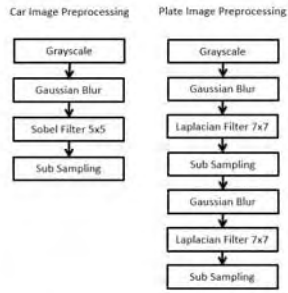 Car Image Preprocessing
Grayscale
Gaussian Blur
Sobel Filter 5x5
Sub Sampling
Plate Image Preprocessing
Grayscale
Gaussian Blur
Laplacian Filter 7x7
Sub Sampling
Gaussian Blur
Laplacian Filter 7x7
Sub Sampling